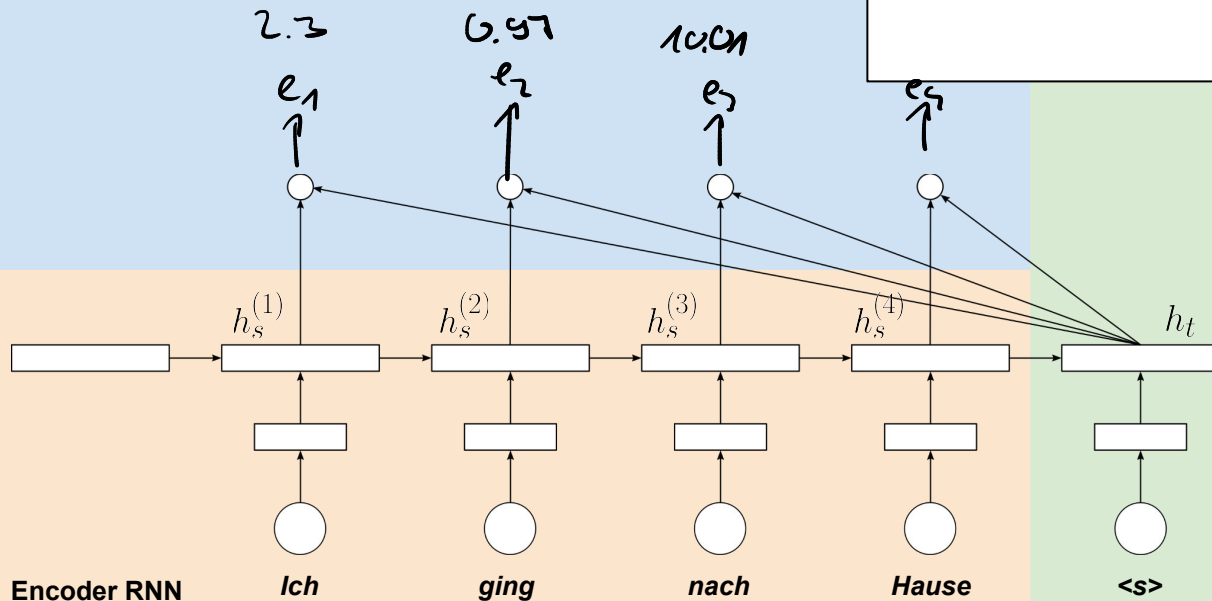 2.3 0.97 10.01
e₁ e₂ e₃ e₄
h_s^{(1)} h_s^{(2)} h_s^{(3)} h_s^{(4)} h_t
Encoder RNN Ich ging nach Hause <s>